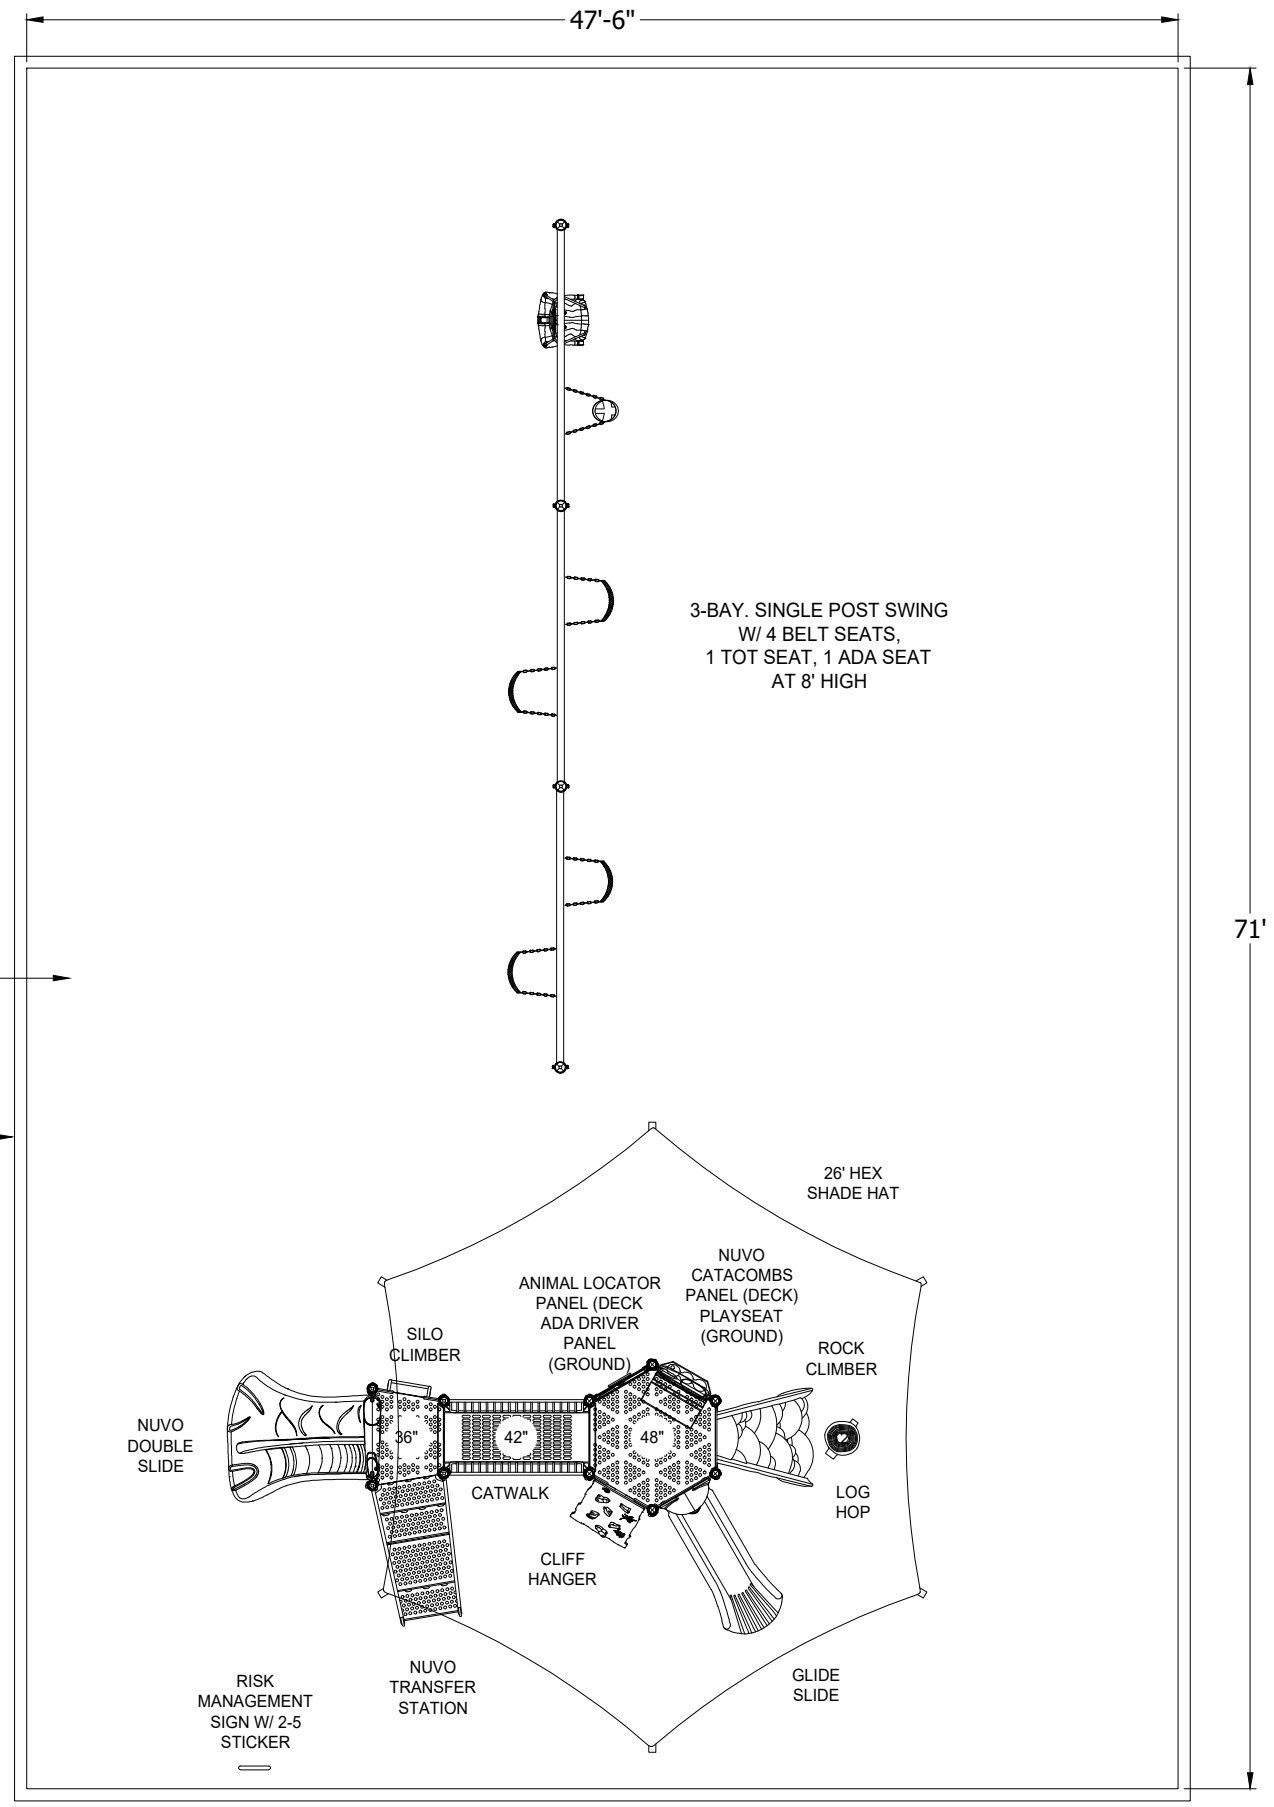 47'-6"
71'
3-BAY. SINGLE POST SWING
W/ 4 BELT SEATS,
1 TOT SEAT, 1 ADA SEAT
AT 8' HIGH
26' HEX
SHADE HAT
NUVO
CATACOMBS
PANEL (DECK)
PLAYSEAT
(GROUND)
ANIMAL LOCATOR
PANEL (DECK
ADA DRIVER
PANEL
(GROUND)
SILO
CLIMBER
ROCK
CLIMBER
NUVO
DOUBLE
SLIDE
36"
42"
48"
CATWALK
LOG
HOP
CLIFF
HANGER
NUVO
TRANSFER
STATION
GLIDE
SLIDE
RISK
MANAGEMENT
SIGN W/ 2-5
STICKER